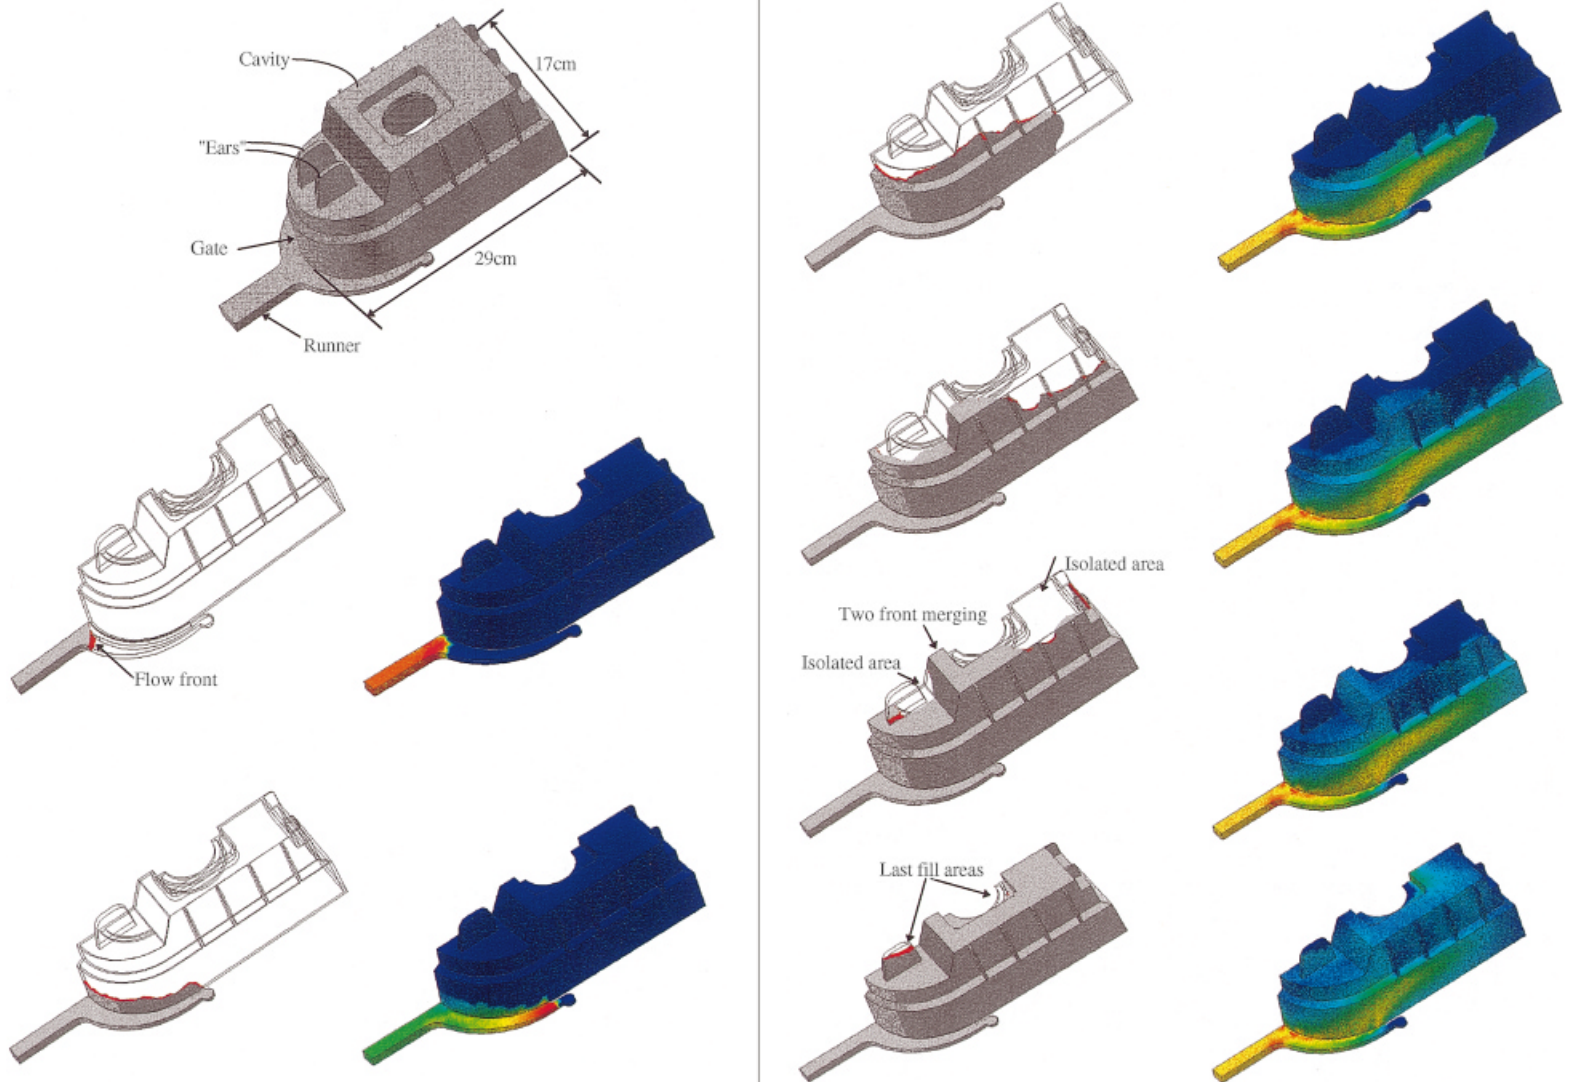 Cavity
17cm
"Ears"
Gate
29cm
Runner
Flow front
Isolated area
Two front merging
Isolated area
Last fill areas